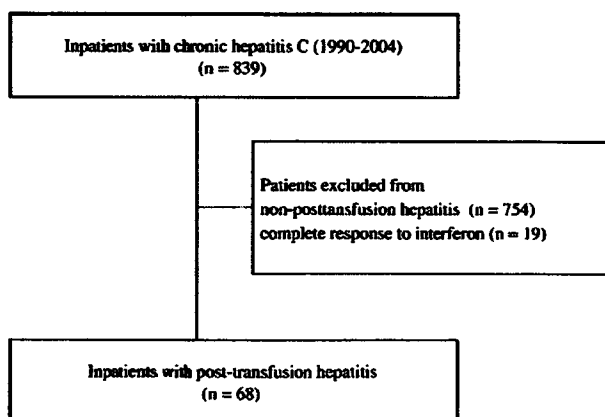 Inpatients with chronic hepatitis C (1990-2004)
(n = 839)
Patients excluded from
non-posttansfusion hepatitis (n = 754)
complete response to interferon (n = 19)
Inpatients with post-transfusion hepatitis
(n = 68)